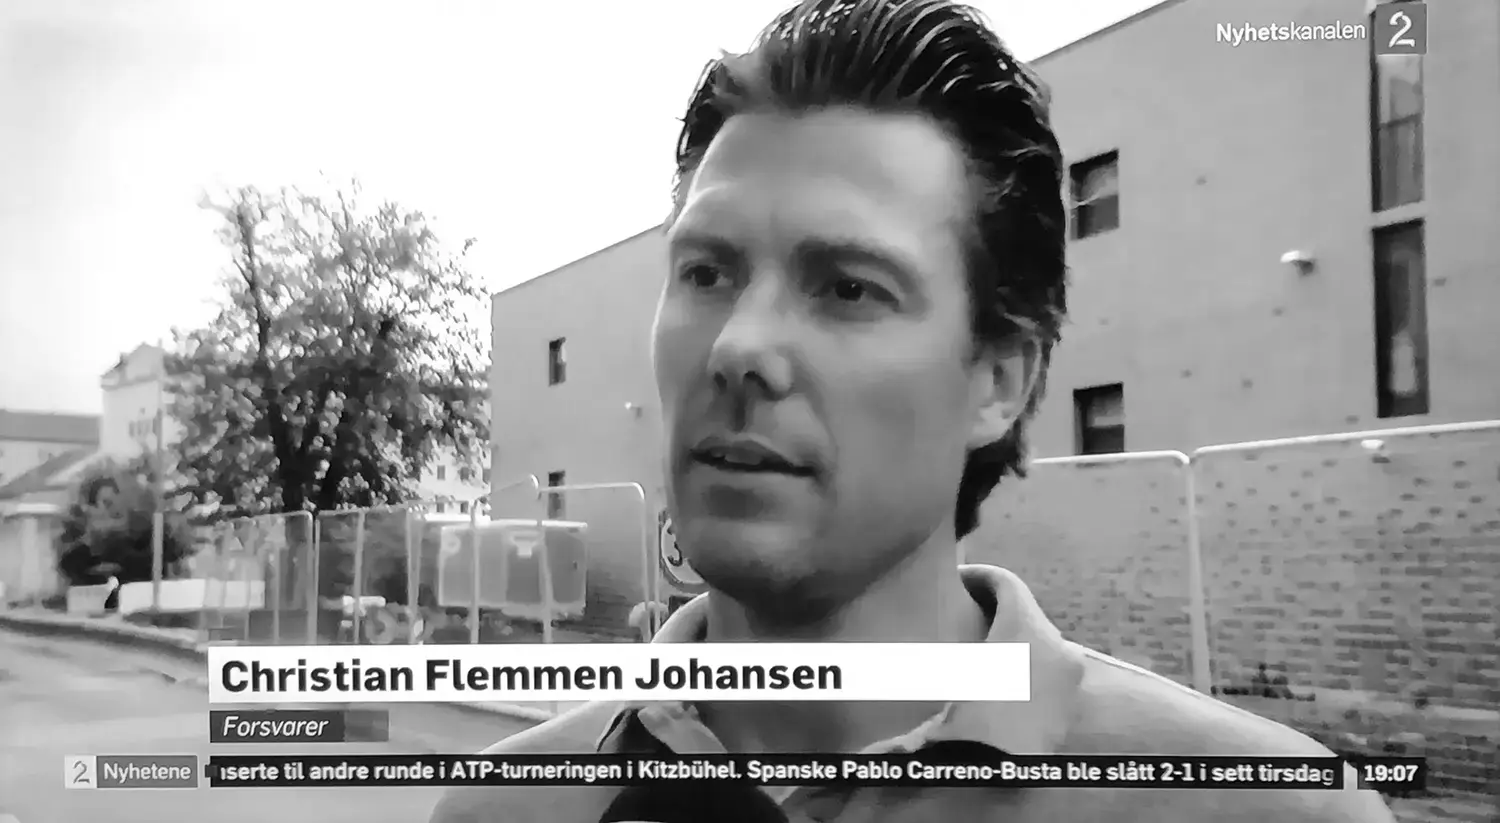 Nyhetskanalen 2
3
Christian Flemmen Johansen
Forsvarer
2 Nyhetene
serte til andre runde i ATP-turneringen i Kitzbühel. Spanske Pablo Carreno-Busta ble slått 2-1 i sett tirsdag
19:07